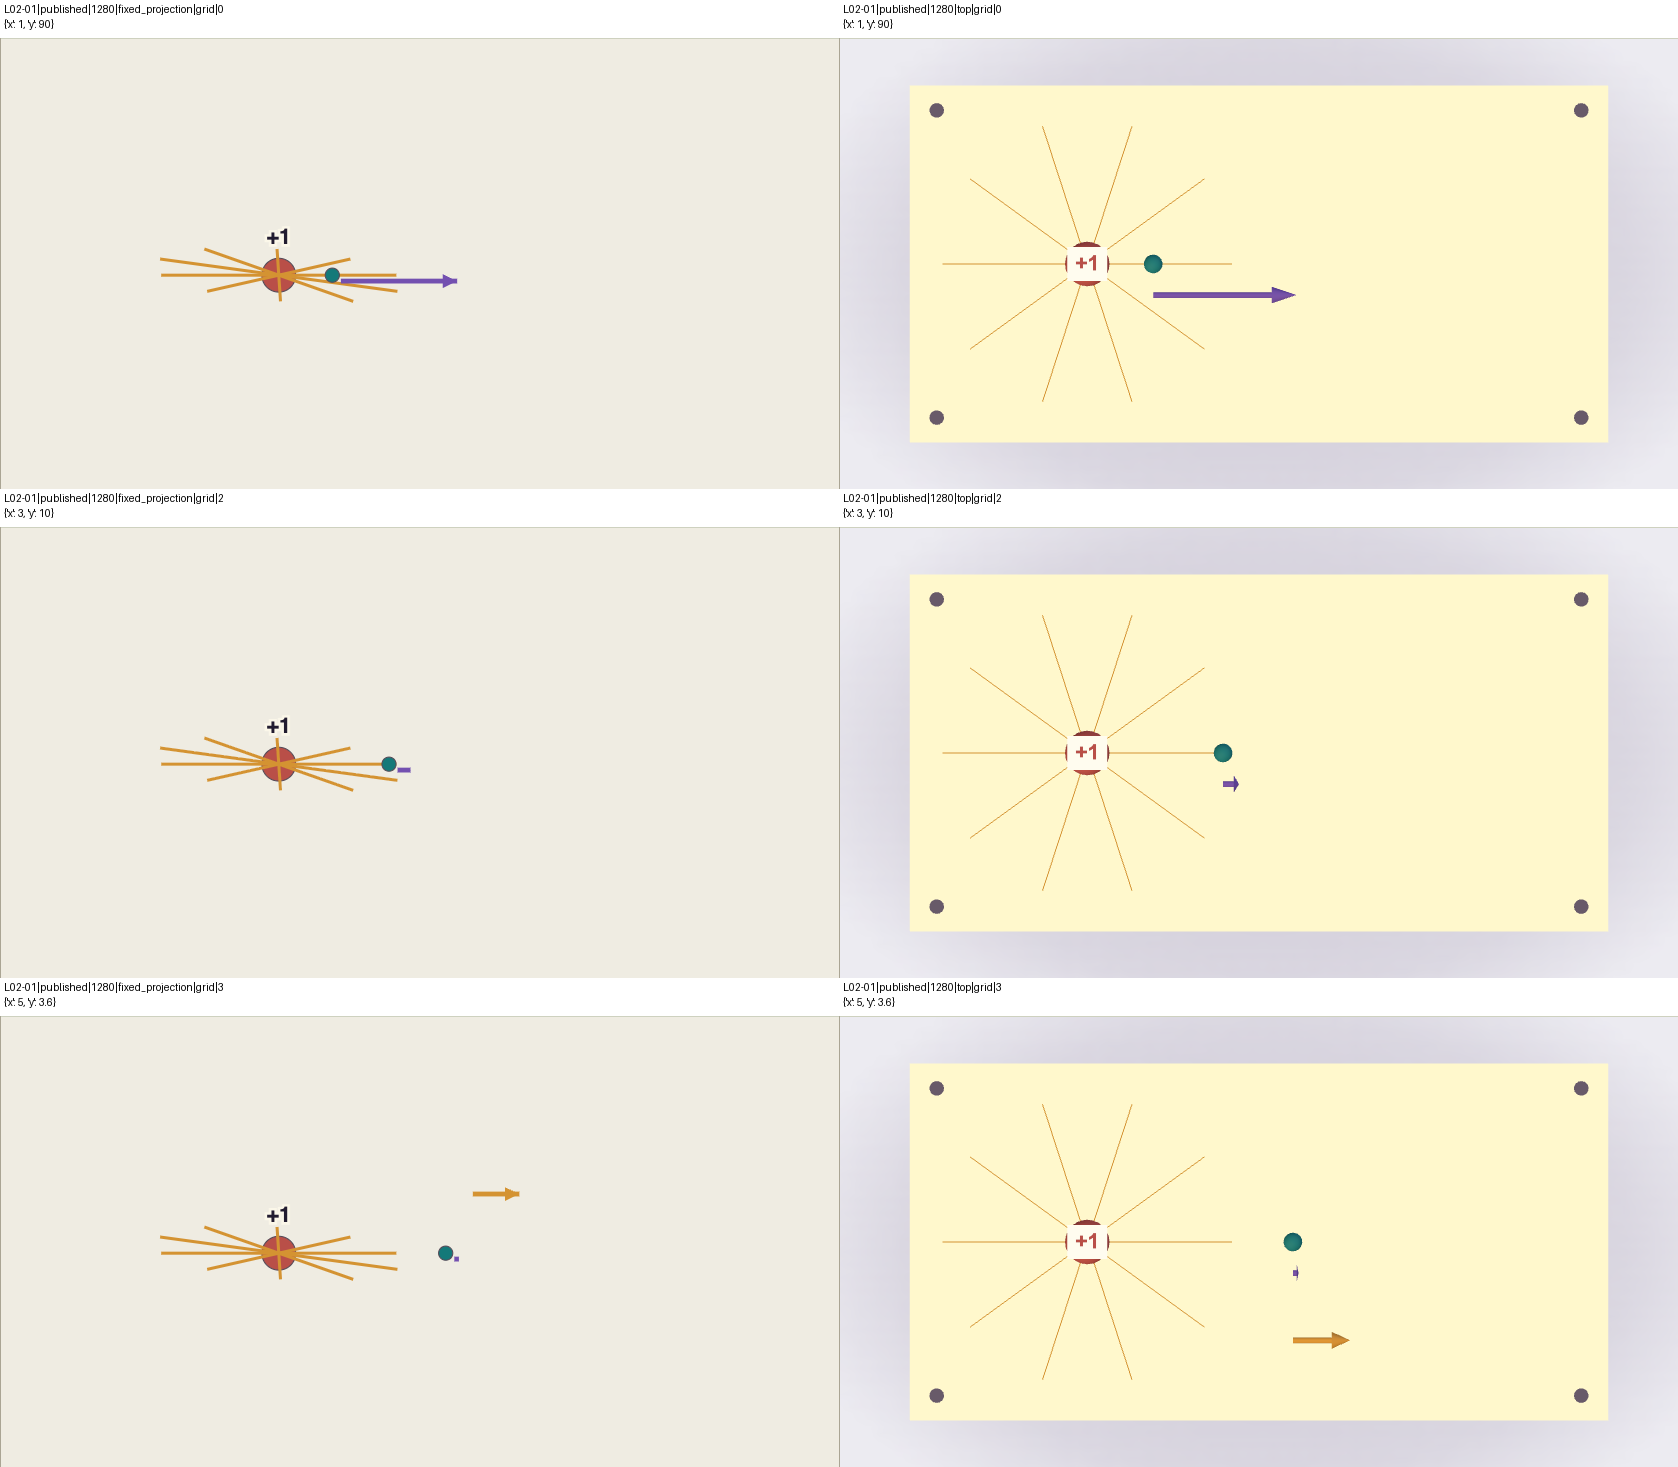 L02-01|published|1280|fixed_projection|grid|0
{'x': 1, 'y': 90}
+1
L02-01|published|1280|top|grid|0
{'x': 1, 'y': 90}
+1
L02-01|published|1280|fixed_projection|grid|2
{'x': 3, 'y': 10}
+1
L02-01|published|1280|top|grid|2
{'x': 3, 'y': 10}
+1
L02-01|published|1280|fixed_projection|grid|3
{'x': 5, 'y': 3.6}
+1
L02-01|published|1280|top|grid|3
{'x': 5, 'y': 3.6}
+1